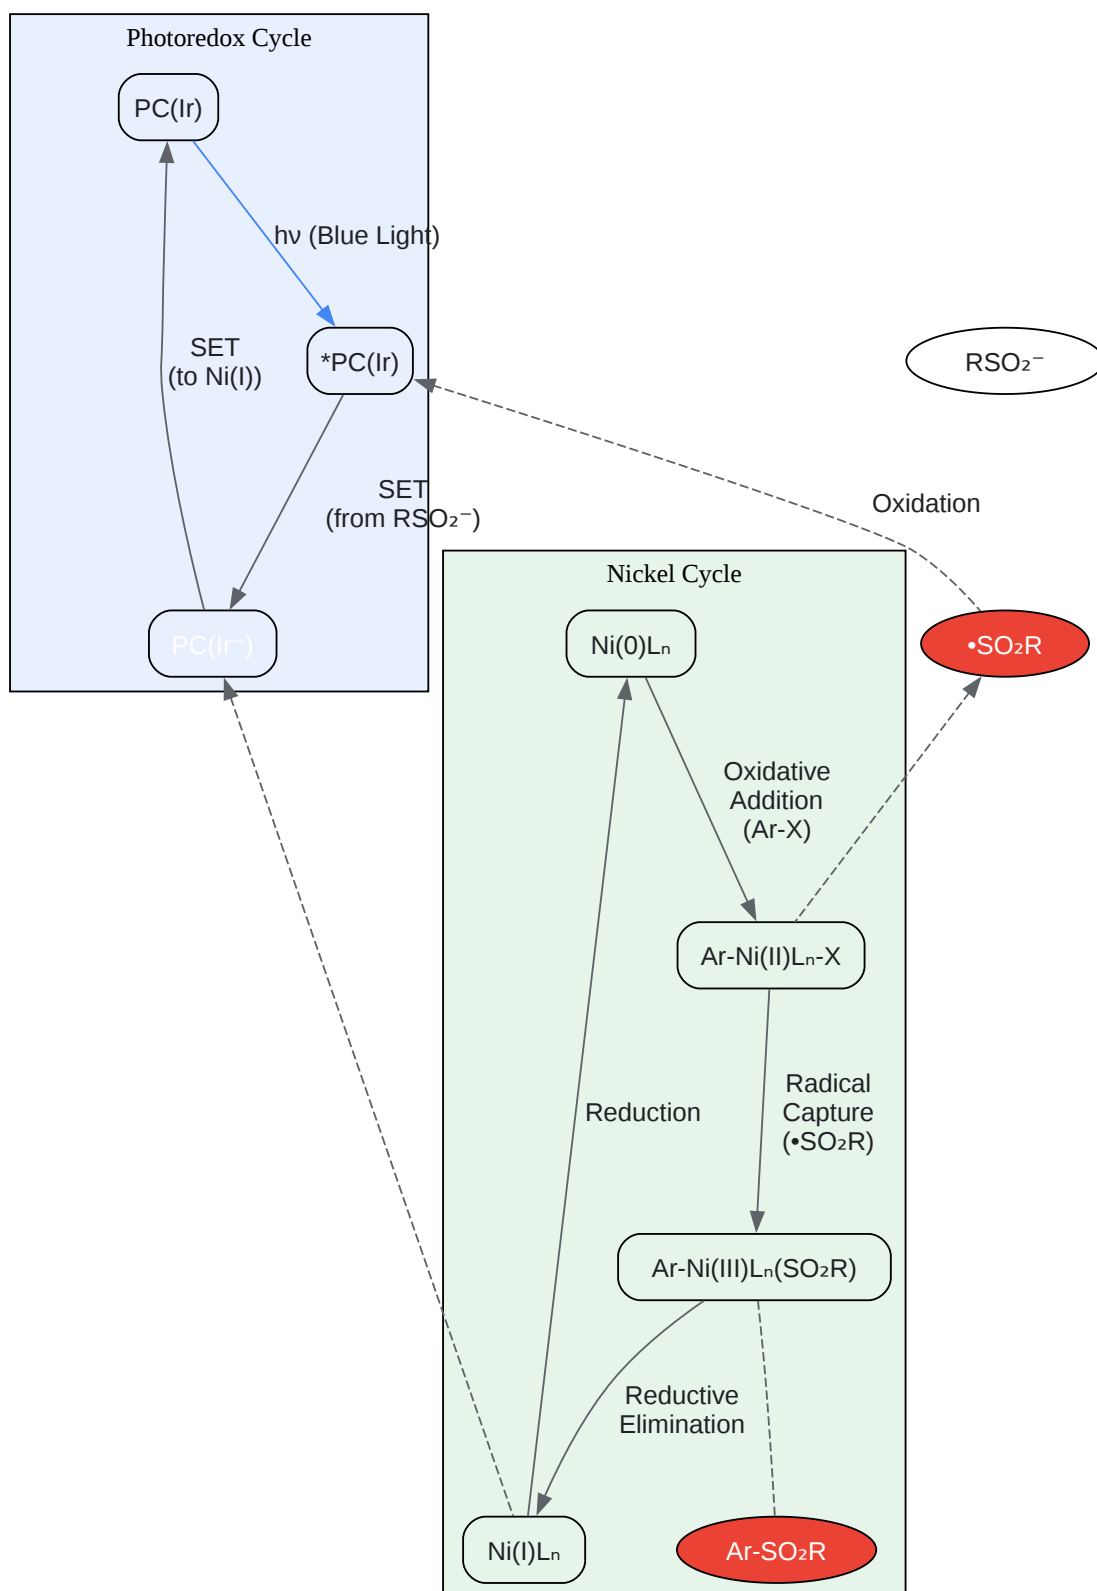 Photoredox Cycle
PC(Ir)
hν (Blue Light)
SET
(to Ni(I))
*PC(Ir)
RSO₂⁻
SET
(from RSO₂⁻)
Oxidation
Nickel Cycle
PC(Ir⁻)
Ni(0)Lₙ
•SO₂R
Oxidative
Addition
(Ar-X)
Ar-Ni(II)Lₙ-X
Radical
Capture
(•SO₂R)
Reduction
Ar-Ni(III)Lₙ(SO₂R)
Reductive
Elimination
Ni(I)Lₙ
Ar-SO₂R